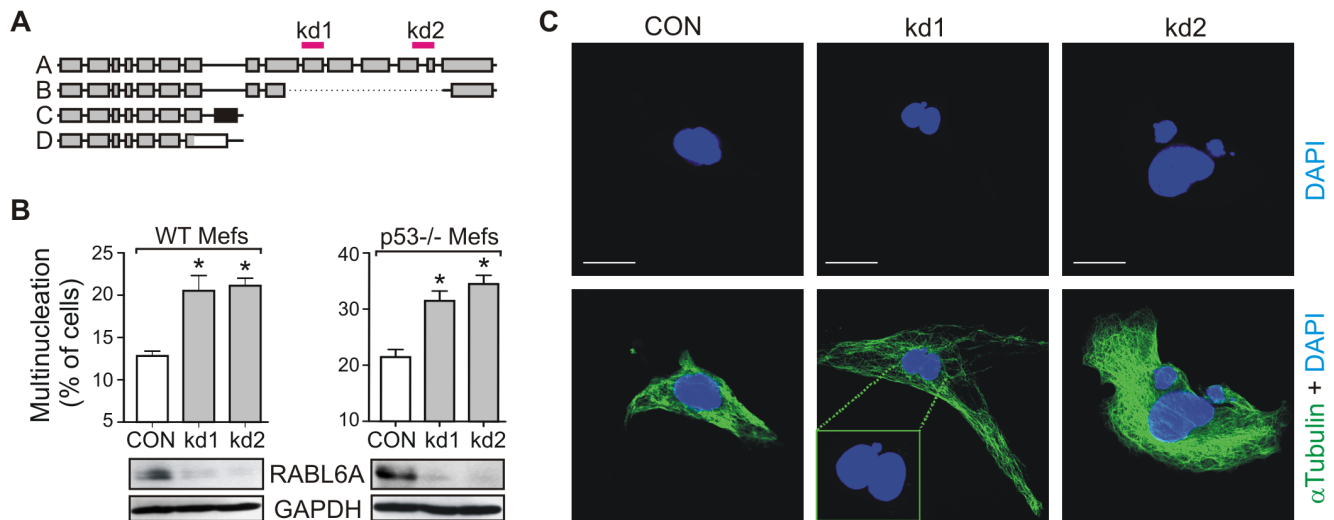 A
kd1 kd2
A
B
C
D
B
WT Mefs
p53-/- Mefs
Multinucleation
(% of cells)
25
20
15
10
5
40
30
20
10
CON kd1 kd2
* *
CON kd1 kd2
* *
RABL6A
GAPDH
C
CON kd1 kd2
DAPI
αTubulin + DAPI